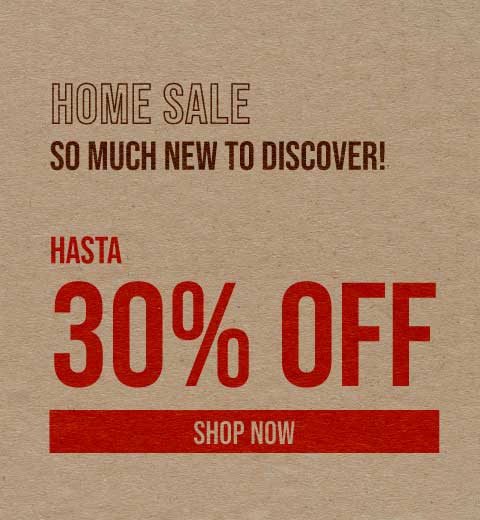 HOME SALE
SO MUCH NEW TO DISCOVER!
HASTA
30% OFF
SHOP NOW